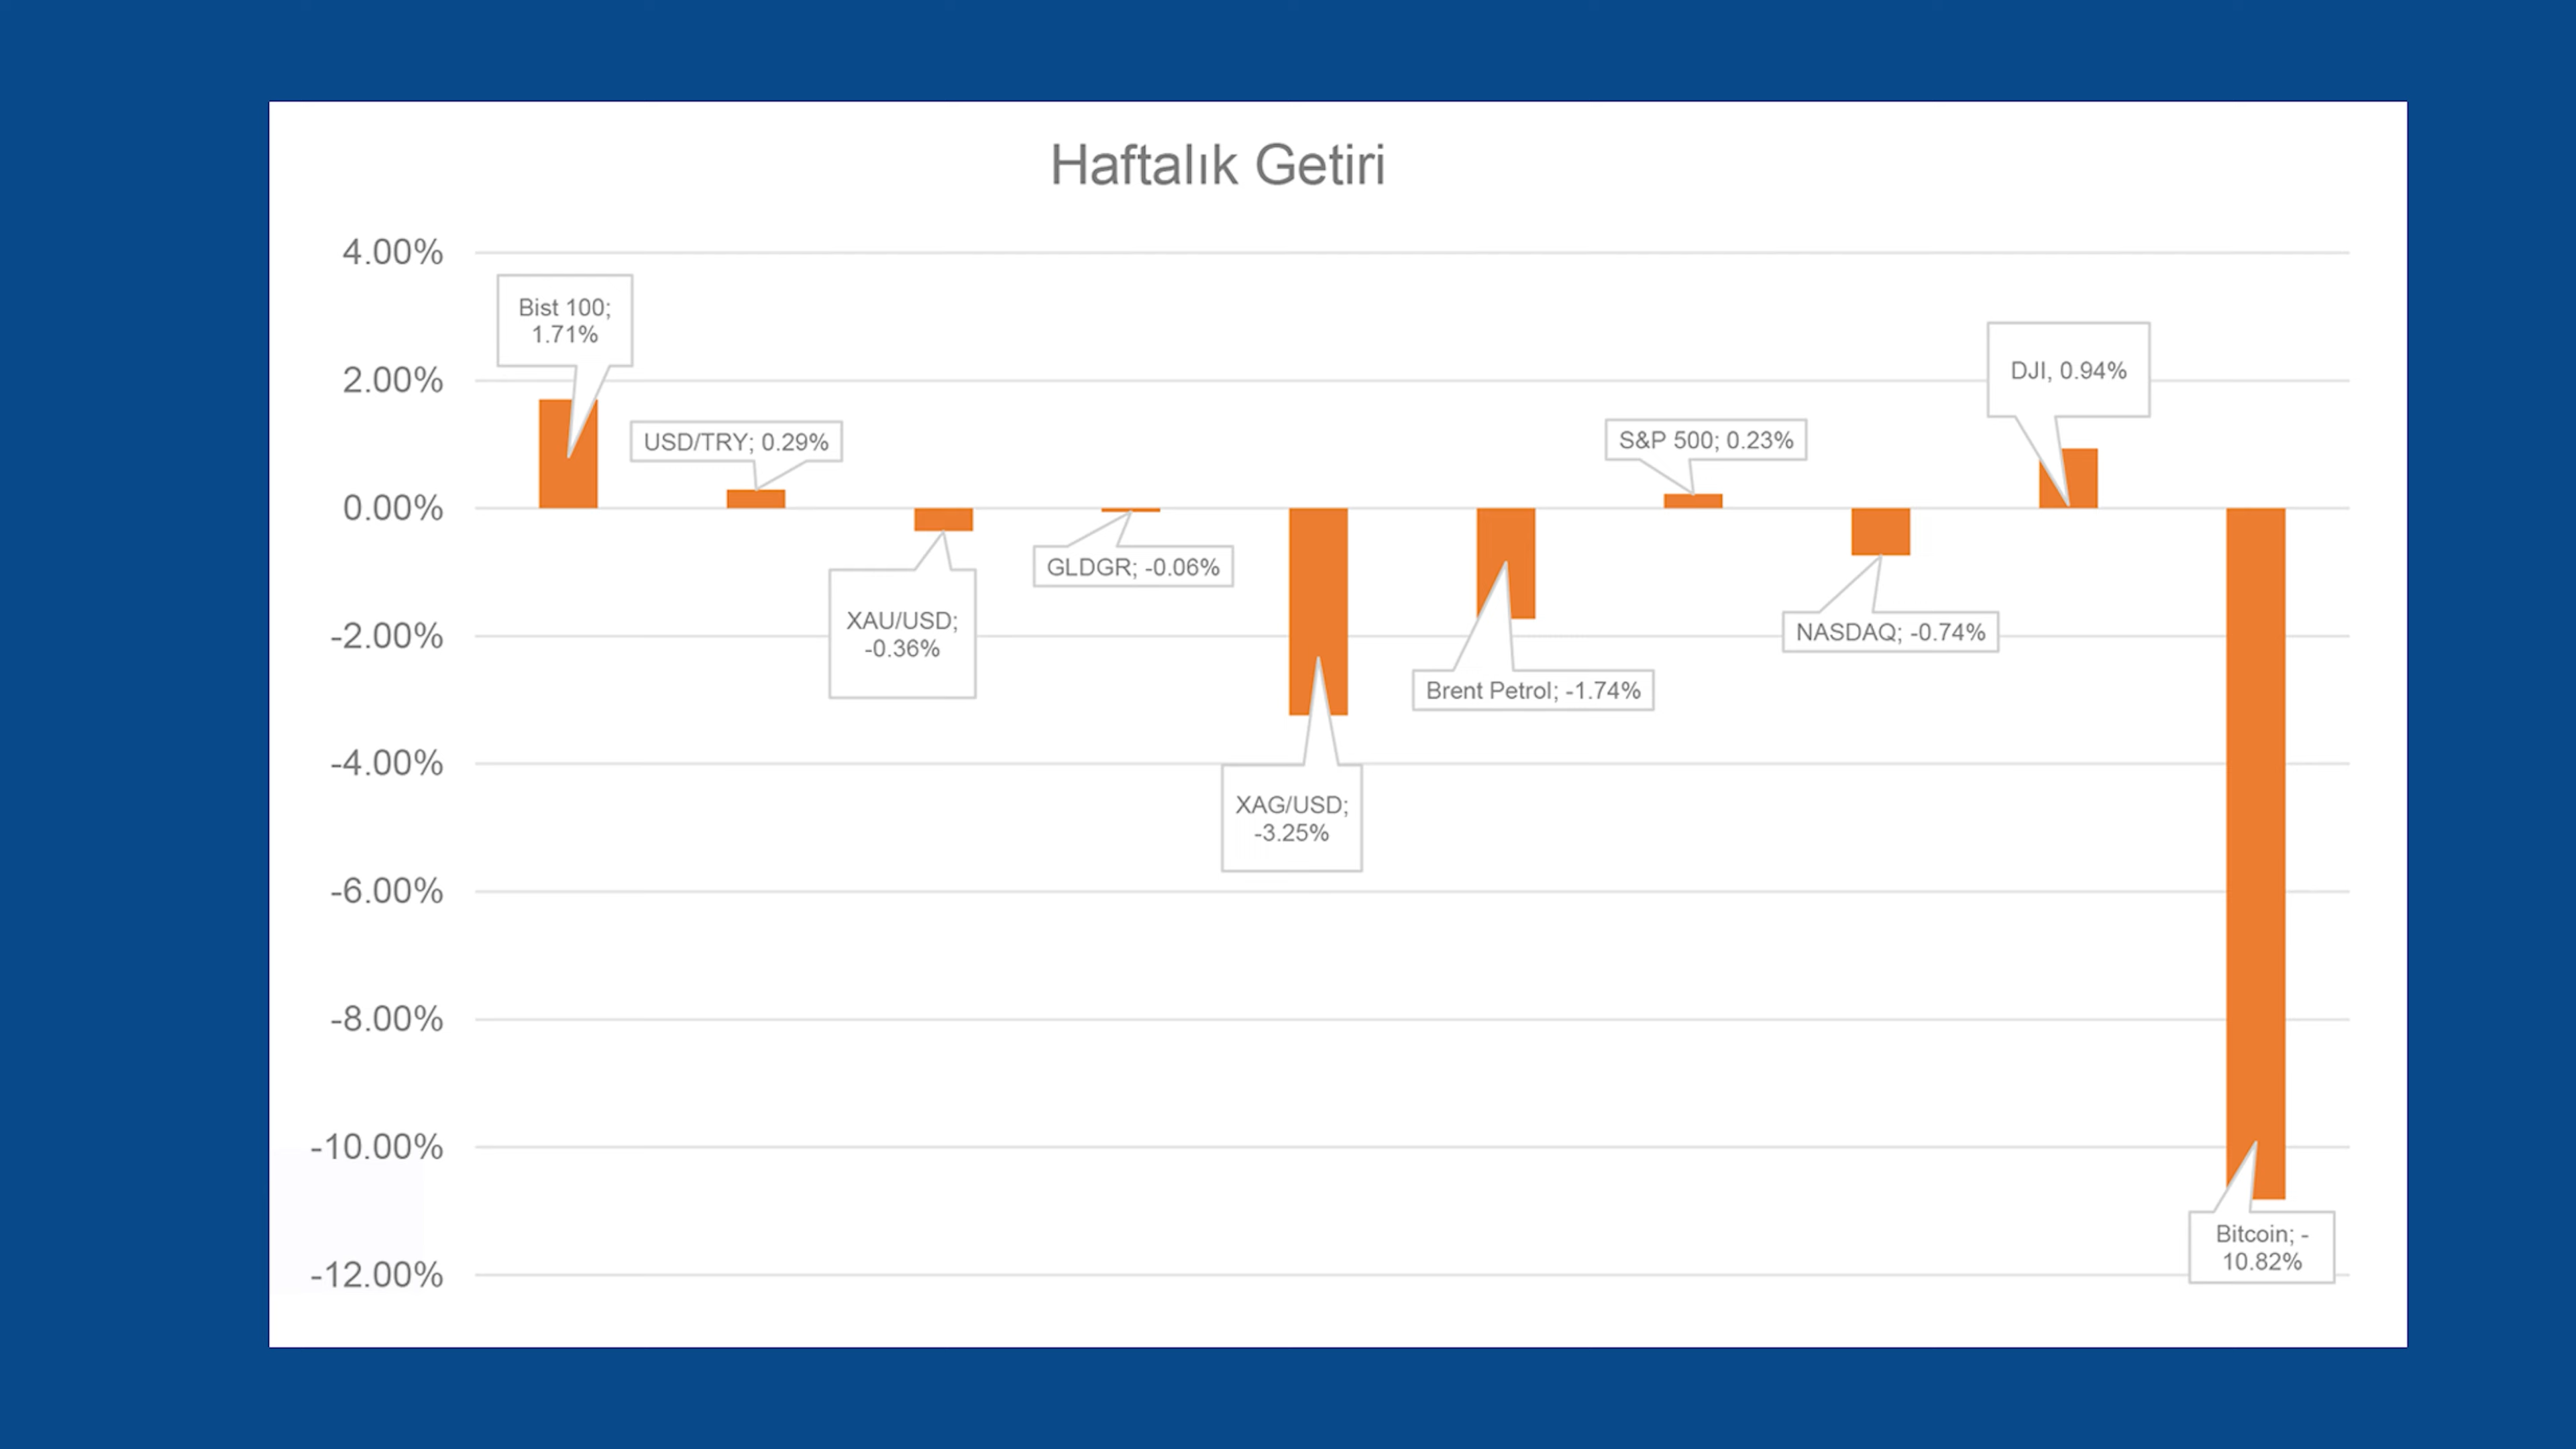 Haftalık Getiri
4.00%
2.00%
0.00%
-2.00%
-4.00%
-6.00%
-8.00%
-10.00%
-12.00%
Bist 100;
1.71%
USD/TRY; 0.29%
XAU/USD;
-0.36%
GLDGR; -0.06%
XAG/USD;
-3.25%
Brent Petrol; -1.74%
S&P 500; 0.23%
NASDAQ; -0.74%
DJI, 0.94%
Bitcoin; -
10.82%